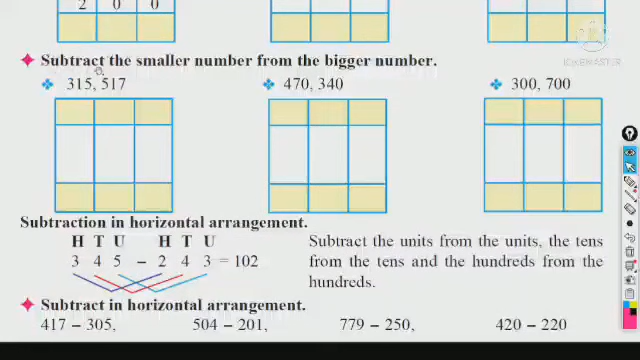 2 0 0
Subtract the smaller number from the bigger number.
315, 517 470, 340 300, 700
Subtraction in horizontal arrangement.
H T U H T U
3 4 5 – 2 4 3 = 102
Subtract the units from the units, the tens
from the tens and the hundreds from the
hundreds.
Subtract in horizontal arrangement.
417 – 305, 504 – 201, 779 – 250, 420 – 220